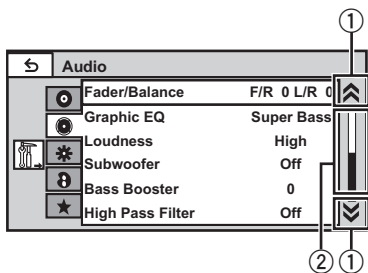 ①
Audio
Fader/Balance F/R 0 L/R 0
Graphic EQ Super Bass
Loudness High
Subwoofer Off
Bass Booster 0
High Pass Filter Off
② ①